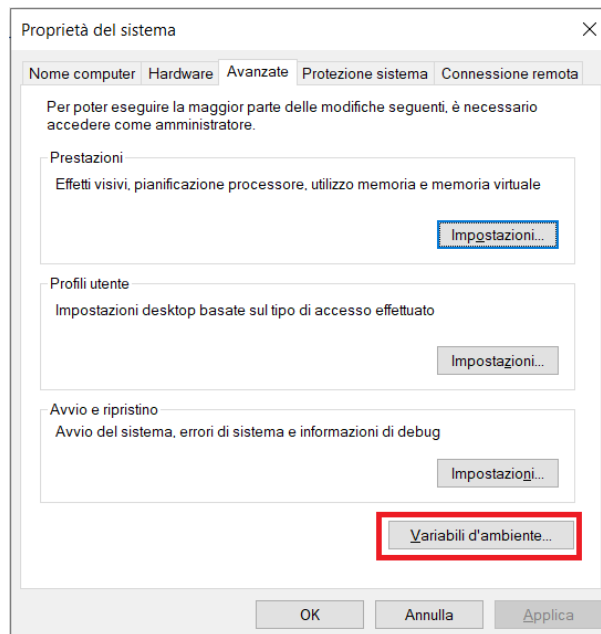 Proprietà del sistema
Nome computer Hardware Avanzate Protezione sistema Connessione remota
Per poter eseguire la maggior parte delle modifiche seguenti, è necessario
accedere come amministratore.
Prestazioni
Effetti visivi, pianificazione processore, utilizzo memoria e memoria virtuale
Impostazioni...
Profili utente
Impostazioni desktop basate sul tipo di accesso effettuato
Impostazioni...
Avvio e ripristino
Avvio del sistema, errori di sistema e informazioni di debug
Impostazioni...
Variabili d'ambiente...
OK Annulla Applica